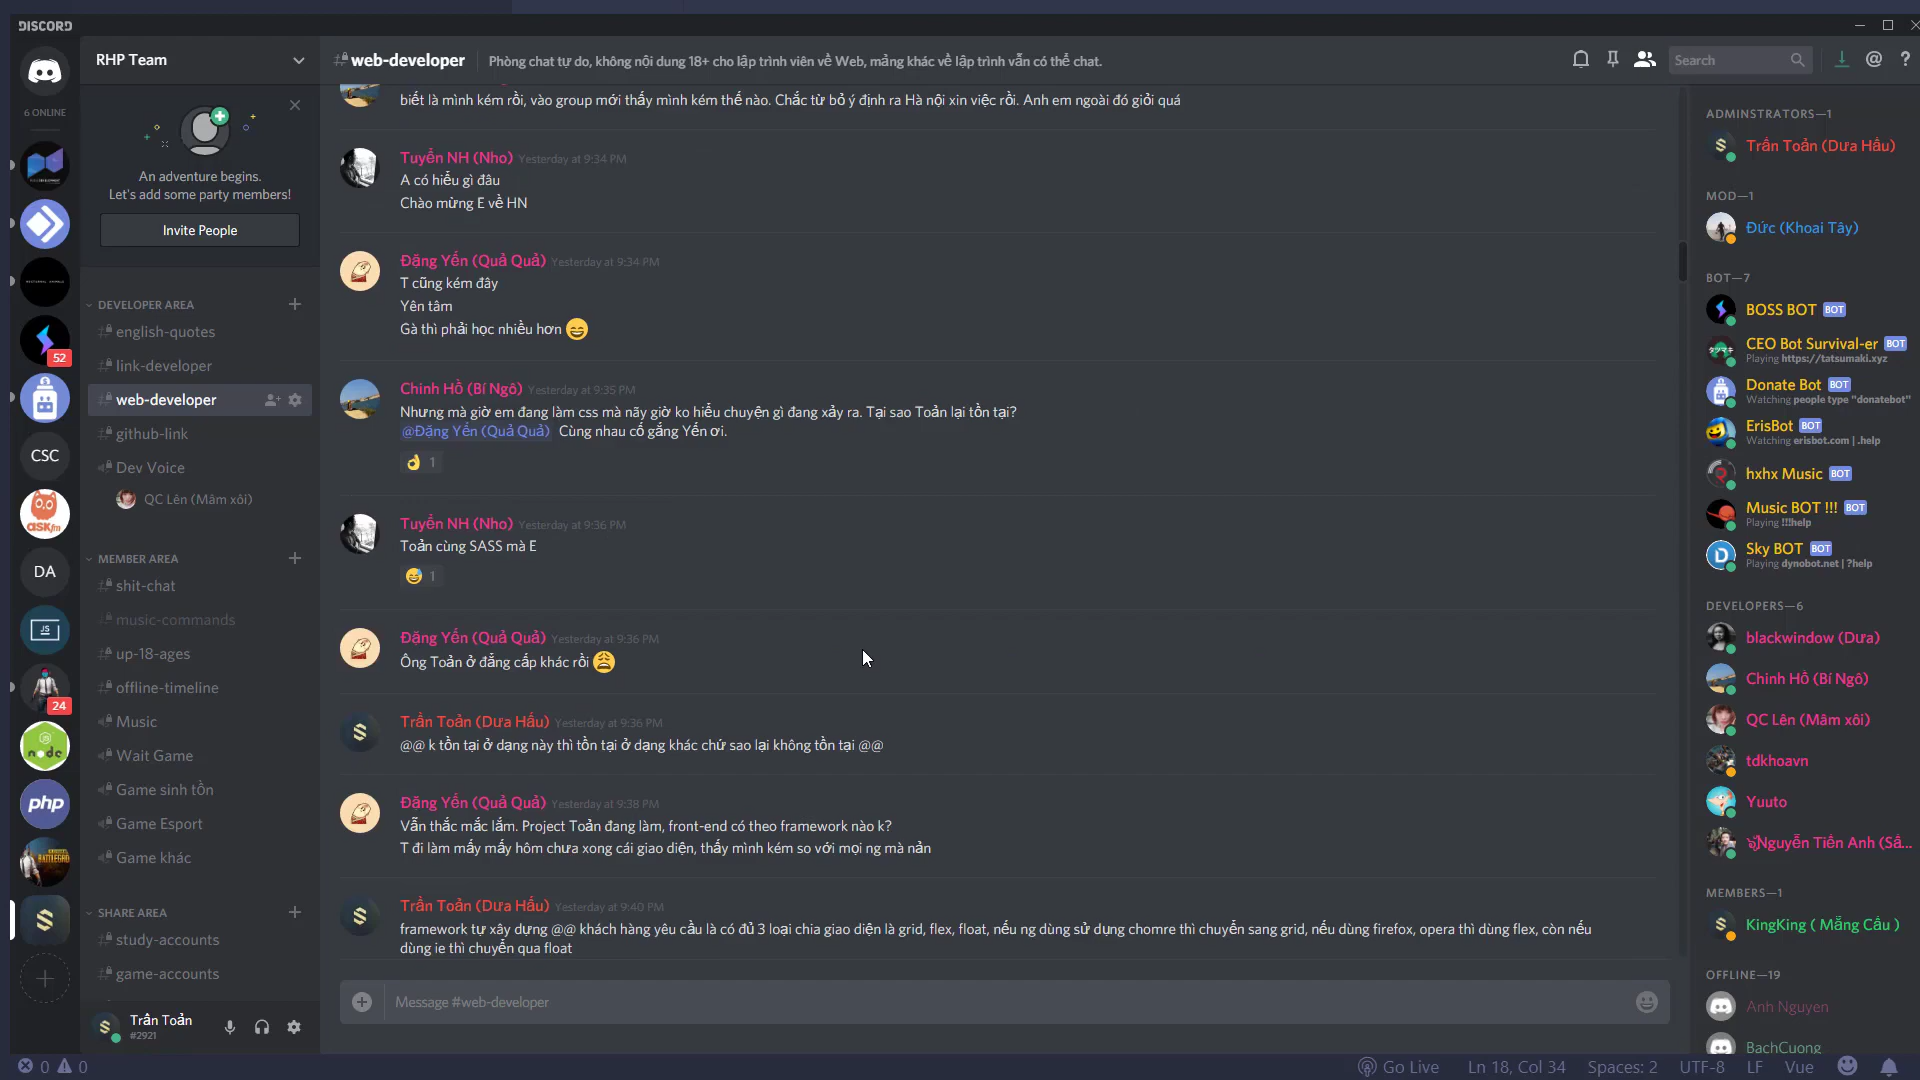 DISCORD
RHP Team
#web-developer
Phòng chat tự do, không nội dung 18+ cho lập trình viên về Web, mảng khác về lập trình vẫn có thể chat.
Search
6 ONLINE
52
CSC
askfm
DA
JS
24
node
php
BATTLEGROUNDS
An adventure begins.
Let's add some party members!
Invite People
DEVELOPER AREA
english-quotes
link-developer
web-developer
github-link
Dev Voice
QC Lên (Mâm xôi)
MEMBER AREA
shit-chat
music-commands
up-18-ages
offline-timeline
Music
Wait Game
Game sinh tồn
Game Esport
Game khác
SHARE AREA
study-accounts
game-accounts
Trần Toản
#2921
biết là mình kém rồi, vào group mới thấy mình kém thế nào. Chắc từ bỏ ý định ra Hà nội xin việc rồi. Anh em ngoài đó giỏi quá
Tuyển NH (Nho) Yesterday at 9:34 PM
A có hiểu gì đâu
Chào mừng E về HN
Đặng Yến (Quả Quả) Yesterday at 9:34 PM
T cũng kém đây
Yên tâm
Gà thì phải học nhiều hơn 😄
Chinh Hồ (Bí Ngô) Yesterday at 9:35 PM
Nhưng mà giờ em đang làm css mà nãy giờ ko hiểu chuyện gì đang xảy ra. Tại sao Toản lại tồn tại?
@Đặng Yến (Quả Quả) Cùng nhau cố gắng Yến ơi.
👌 1
Tuyển NH (Nho) Yesterday at 9:36 PM
Toản cùng SASS mà E
😅 1
Đặng Yến (Quả Quả) Yesterday at 9:36 PM
Ông Toản ở đẳng cấp khác rồi 😩
Trần Toản (Dưa Hấu) Yesterday at 9:36 PM
@@ k tồn tại ở dạng này thì tồn tại ở dạng khác chứ sao lại không tồn tại @@
Đặng Yến (Quả Quả) Yesterday at 9:38 PM
Vẫn thắc mắc lắm. Project Toản đang làm, front-end có theo framework nào k?
T đi làm mấy mấy hôm chưa xong cái giao diện, thấy mình kém so với mọi ng mà nản
Trần Toản (Dưa Hấu) Yesterday at 9:40 PM
framework tự xây dựng @@ khách hàng yêu cầu là có đủ 3 loại chia giao diện là grid, flex, float, nếu ng dùng sử dụng chomre thì chuyển sang grid, nếu dùng firefox, opera thì dùng flex, còn nếu
dùng ie thì chuyển qua float
Message #web-developer
ADMINSTRATORS—1
Trần Toản (Dưa Hấu)
MOD—1
Đức (Khoai Tây)
BOT—7
BOSS BOT BOT
CEO Bot Survival-er BOT
Playing https://tatsumaki.xyz
Donate Bot BOT
Watching people type "donatebot"
ErisBot BOT
Watching erisbot.com | .help
hxhx Music BOT
Music BOT !!! BOT
Playing !!!help
Sky BOT BOT
Playing dynobot.net | ?help
DEVELOPERS—6
blackwindow (Dưa)
Chinh Hồ (Bí Ngô)
QC Lên (Mâm xôi)
tdkhoavn
Yuuto
Nguyễn Tiến Anh (Sấ...
MEMBERS—1
KingKing ( Mãng Cầu )
OFFLINE—19
Anh Nguyen
BachCuong
0 0
Go Live
Ln 18, Col 34
Spaces: 2
UTF-8
LF
Vue